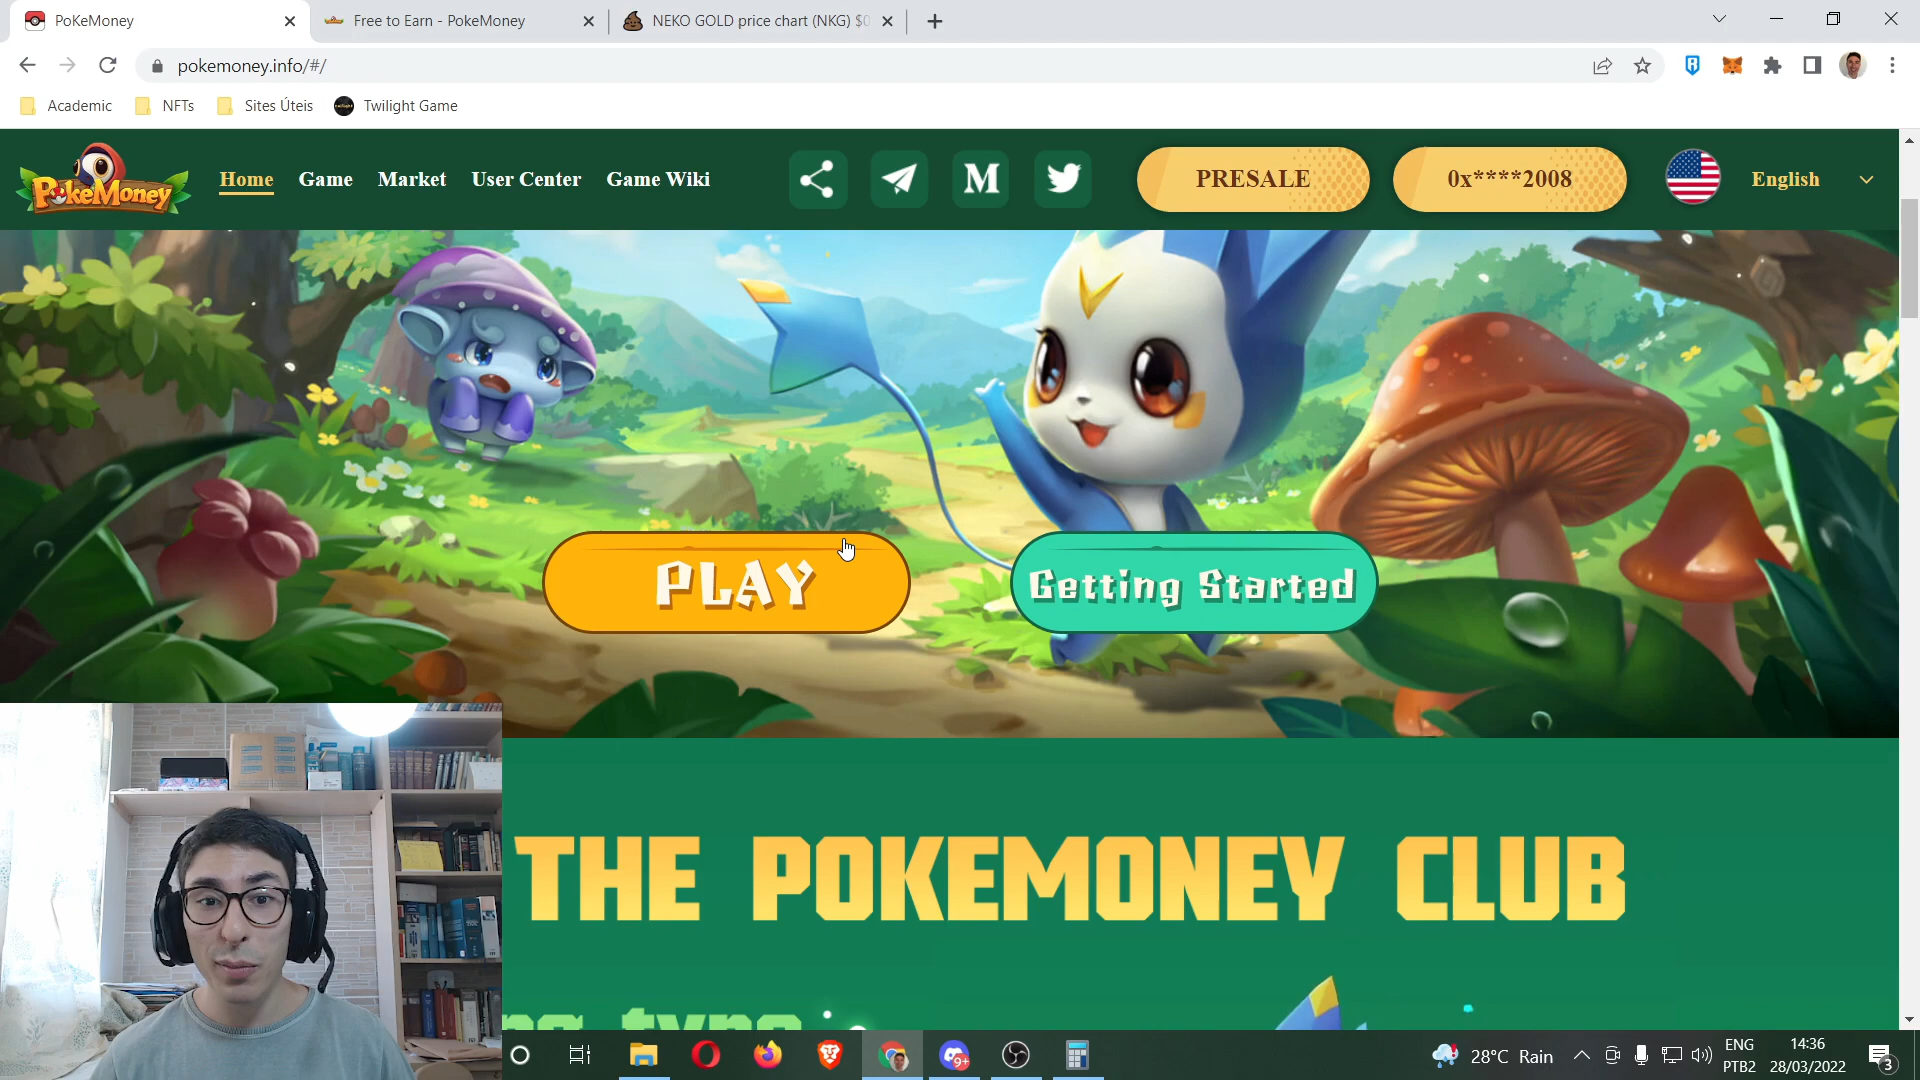 PoKeMoney
Free to Earn - PokeMoney
NEKO GOLD price chart (NKG) $0
pokemoney.info/#/
Academic
NFTs
Sites Úteis
Twilight Game
PokeMoney
Home
Game
Market
User Center
Game Wiki
M
PRESALE
0x****2008
English
PLAY
Getting Started
THE POKEMONEY CLUB
9+
28°C Rain
ENG
PTB2
14:36
28/03/2022
3